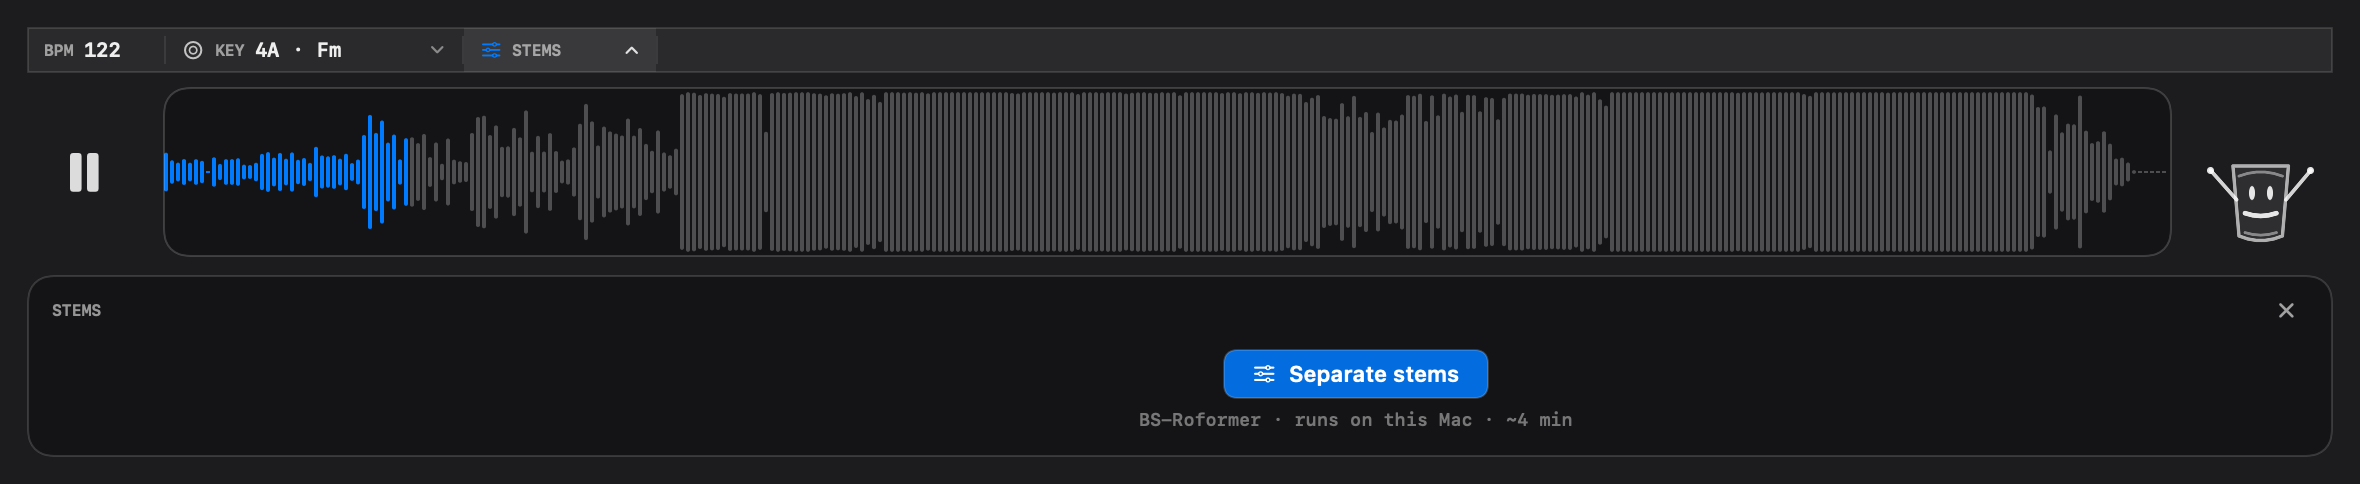 BPM 122 KEY 4A · Fm STEMS
STEMS
Separate stems
BS-Roformer · runs on this Mac · ~4 min